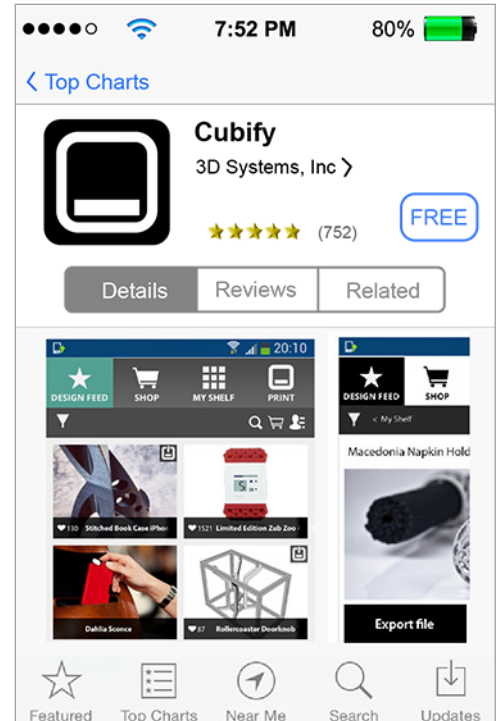 7:52 PM 80%
Top Charts
Cubify
3D Systems, Inc
(752)
FREE
Details Reviews Related
20:10
DESIGN FEED SHOP MY SHELF PRINT
130 Stitched Book Case iPhor
1521 Limited Edition Zub Zoo
Dahlia Sconce
87 Rollercoaster Doorknob
DESIGN FEED SHOP
< My Shelf
Macedonia Napkin Hold
Export file
Featured Top Charts Near Me Search Updates